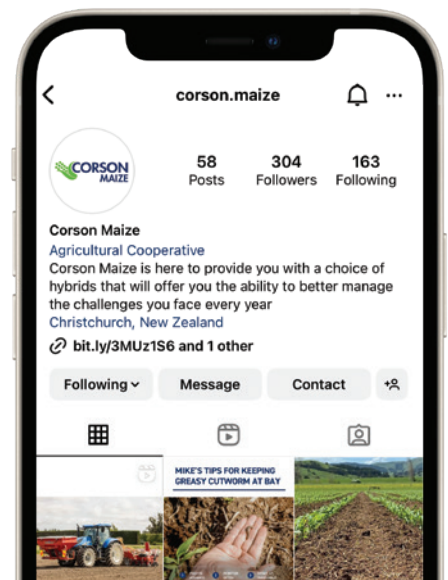 corson.maize
CORSON
MAIZE
58
304
163
Posts
Followers
Following
Corson Maize
Agricultural Cooperative
Corson Maize is here to provide you with a choice of
hybrids that will offer you the ability to better manage
the challenges you face every year
Christchurch, New Zealand
bit.ly/3MUz1S6 and 1 other
Following
Message
Contact
MIKE'S TIPS FOR KEEPING
GREASY CUTWORM AT BAY